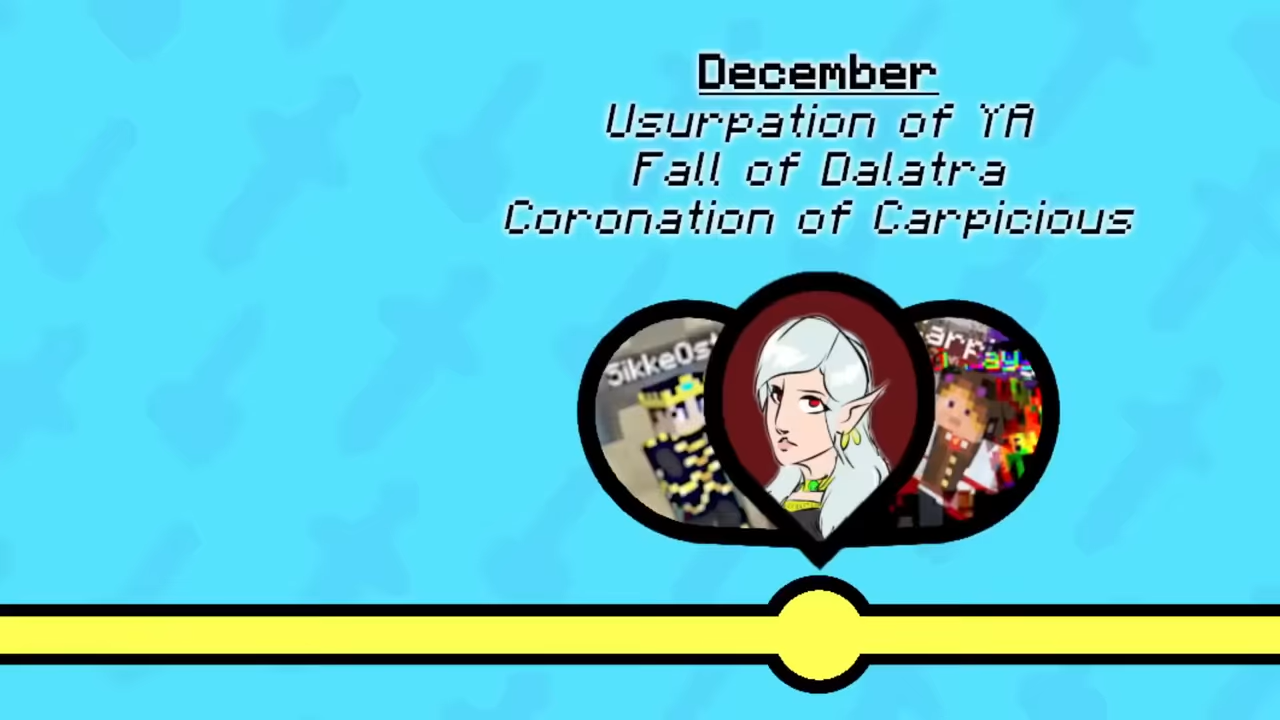 December
Usurpation of YA
Fall of Dalatra
Coronation of Carpicious